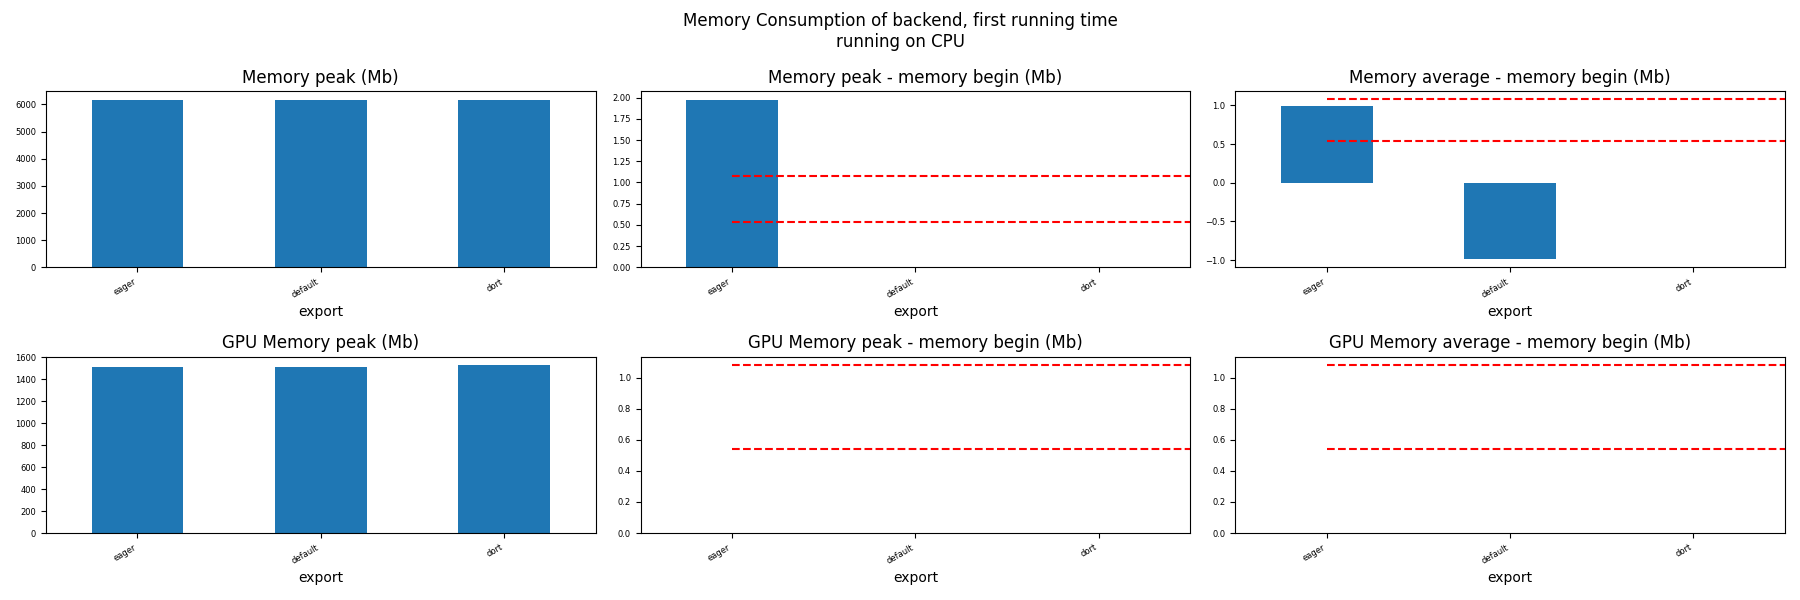 Memory Consumption of backend, first running time
running on CPU
Memory peak (Mb)
6000
5000
4000
3000
2000
1000
0
eager
default
dort
export
Memory peak - memory begin (Mb)
2.00
1.75
1.50
1.25
1.00
0.75
0.50
0.25
0.00
eager
default
dort
export
Memory average - memory begin (Mb)
1.0
0.5
0.0
−0.5
−1.0
eager
default
dort
export
GPU Memory peak (Mb)
1600
1400
1200
1000
800
600
400
200
0
eager
default
dort
export
GPU Memory peak - memory begin (Mb)
1.0
0.8
0.6
0.4
0.2
0.0
eager
default
dort
export
GPU Memory average - memory begin (Mb)
1.0
0.8
0.6
0.4
0.2
0.0
eager
default
dort
export